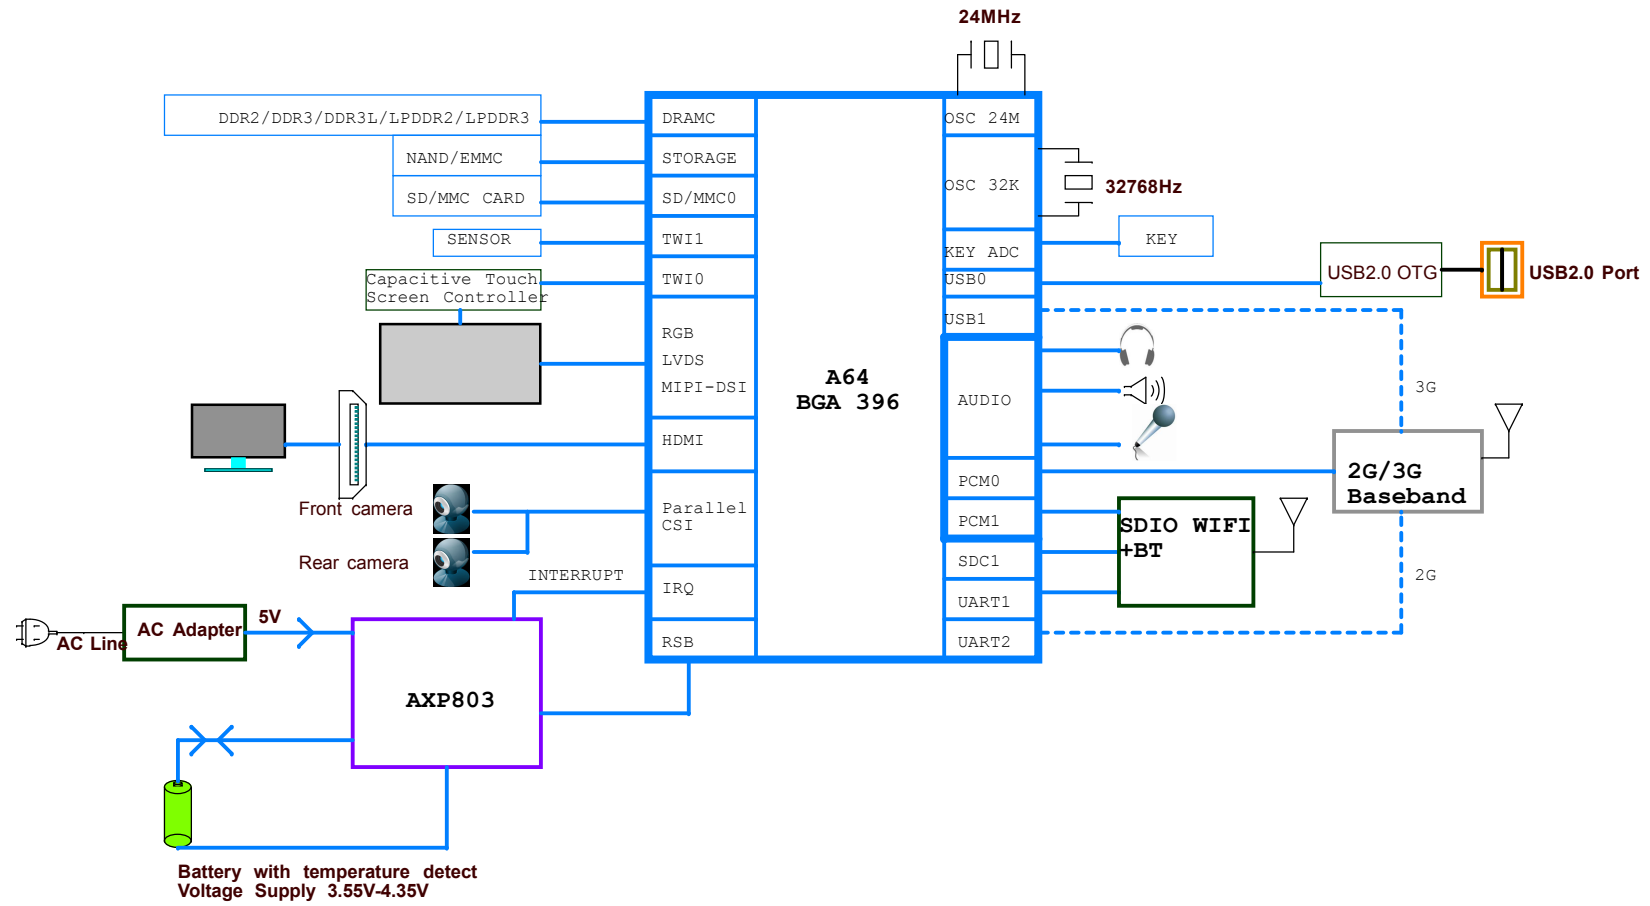 24MHz
DDR2/DDR3/DDR3L/LPDDR2/LPDDR3
DRAMC
OSC 24M
NAND/EMMC
STORAGE
SD/MMC CARD
SD/MMC0
OSC 32K
32768Hz
SENSOR
TWI1
KEY ADC
KEY
Capacitive Touch
Screen Controller
TWI0
USB0
USB2.0 OTG
USB2.0 Port
USB1
RGB
LVDS
MIPI-DSI
A64
BGA 396
AUDIO
3G
HDMI
PCM0
2G/3G
Baseband
Front camera
Parallel
CSI
PCM1
SDIO WIFI
+BT
Rear camera
SDC1
INTERRUPT
IRQ
UART1
2G
AC Line
AC Adapter
5V
RSB
UART2
AXP803
Battery with temperature detect
Voltage Supply 3.55V-4.35V